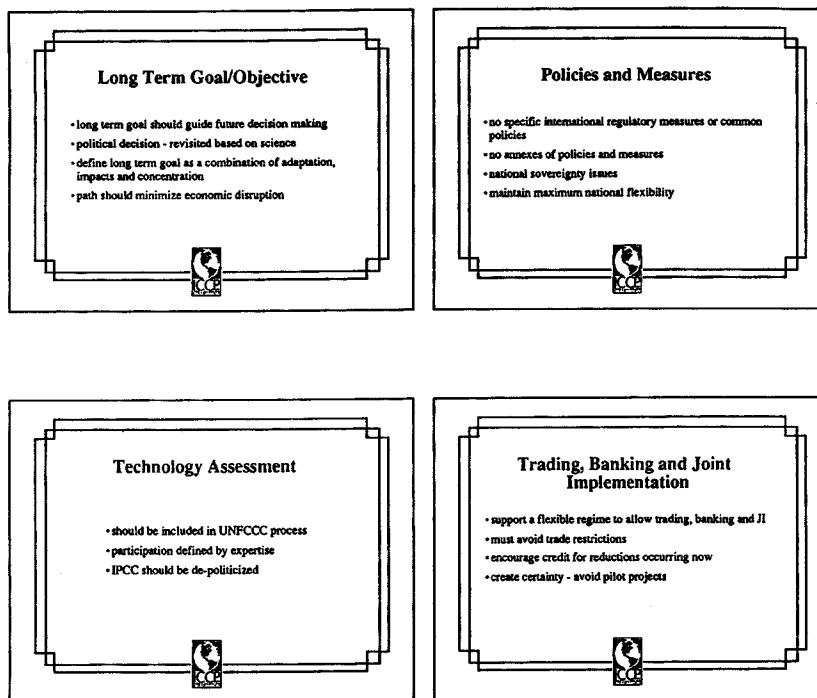 Long Term Goal/Objective
• long term goal should guide future decision making
• political decision - revisited based on science
• define long term goal as a combination of adaptation,
impacts and concentration
• path should minimize economic disruption
ICCP
Policies and Measures
• no specific international regulatory measures or common
policies
• no annexes of policies and measures
• national sovereignty issues
• maintain maximum national flexibility
ICCP
Technology Assessment
• should be included in UNFCCC process
• participation defined by expertise
• IPCC should be de-politicized
ICCP
Trading, Banking and Joint
Implementation
• support a flexible regime to allow trading, banking and JI
• must avoid trade restrictions
• encourage credit for reductions occurring now
• create certainty - avoid pilot projects
ICCP